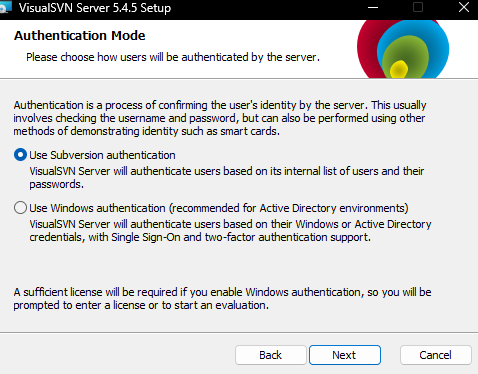 VisualSVN Server 5.4.5 Setup
Authentication Mode
Please choose how users will be authenticated by the server.
Authentication is a process of confirming the user's identity by the server. This usually
involves checking the username and password, but can also be performed using other
methods of demonstrating identity such as smart cards.
Use Subversion authentication
VisualSVN Server will authenticate users based on its internal list of users and their
passwords.
Use Windows authentication (recommended for Active Directory environments)
VisualSVN Server will authenticate users based on their Windows or Active Directory
credentials, with Single Sign-On and two-factor authentication support.
A sufficient license will be required if you enable Windows authentication, so you will be
prompted to enter a license or to start an evaluation.
Back
Next
Cancel